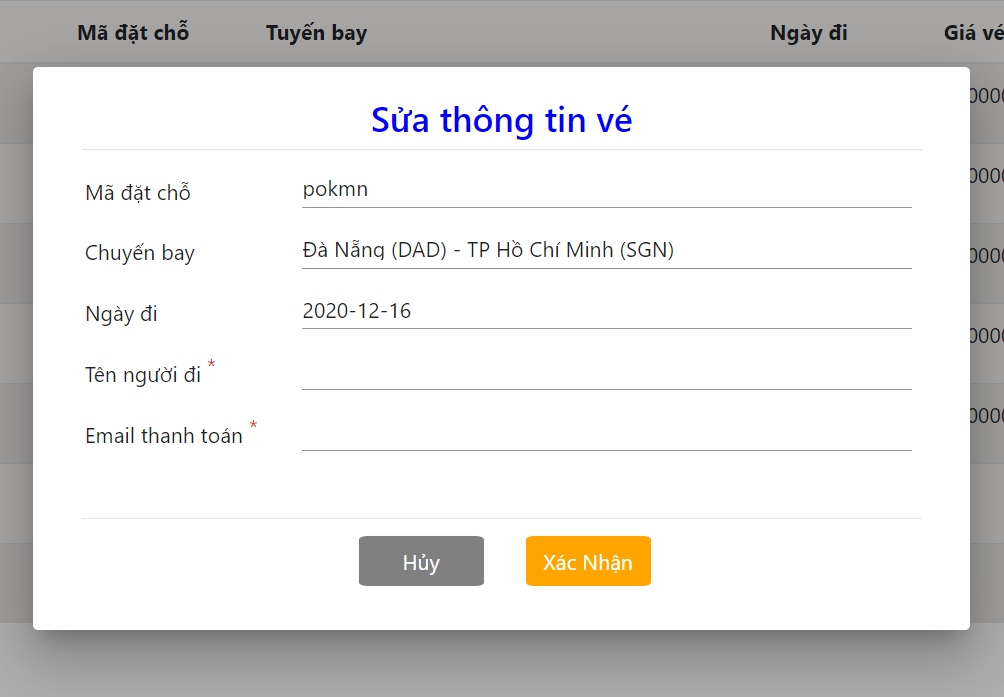 Mã đặt chỗ Tuyến bay Ngày đi Giá vé
Sửa thông tin vé
Mã đặt chỗ pokmn
Chuyến bay Đà Nẵng (DAD) - TP Hồ Chí Minh (SGN)
Ngày đi 2020-12-16
Tên người đi *
Email thanh toán *
Hủy Xác Nhận